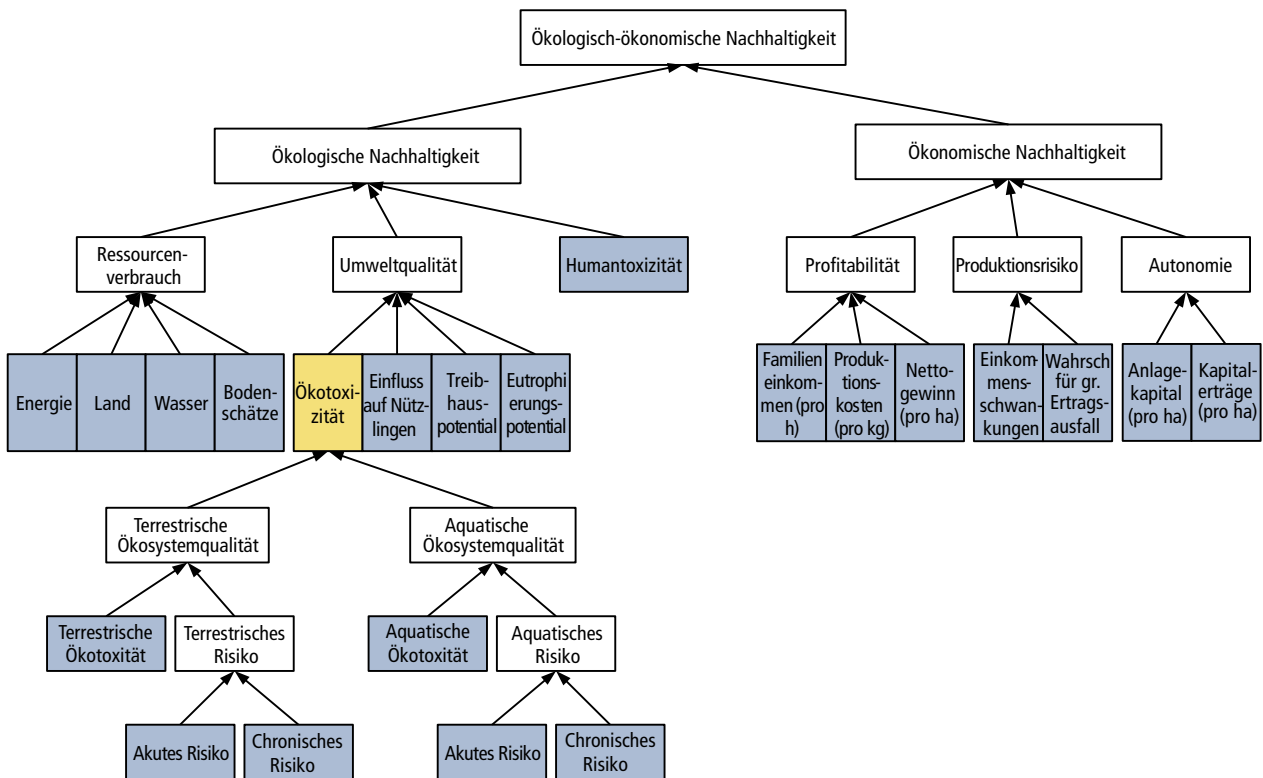 Ökologisch-ökonomische Nachhaltigkeit
Ökologische Nachhaltigkeit
Ökonomische Nachhaltigkeit
Ressourcen-
verbrauch
Umweltqualität
Humantoxizität
Profitabilität
Produktionsrisiko
Autonomie
Energie
Land
Wasser
Boden-
schätze
Ökotoxi-
zität
Einfluss
auf Nütz-
lingen
Treib-
haus-
potential
Eutrophi
erungs-
potential
Familien
einkom-
men (pro
h)
Produk-
tions-
kosten
(pro kg)
Netto-
gewinn
(pro ha)
Einkom
mens-
schwan-
kungen
Wahrsch
für gr.
Ertrags-
ausfall
Anlage-
kapital
(pro ha)
Kapital-
erträge
(pro ha)
Terrestrische
Ökosystemqualität
Aquatische
Ökosystemqualität
Terrestrische
Ökotoxität
Terrestrisches
Risiko
Aquatische
Ökotoxität
Aquatisches
Risiko
Akutes Risiko
Chronisches
Risiko
Akutes Risiko
Chronisches
Risiko